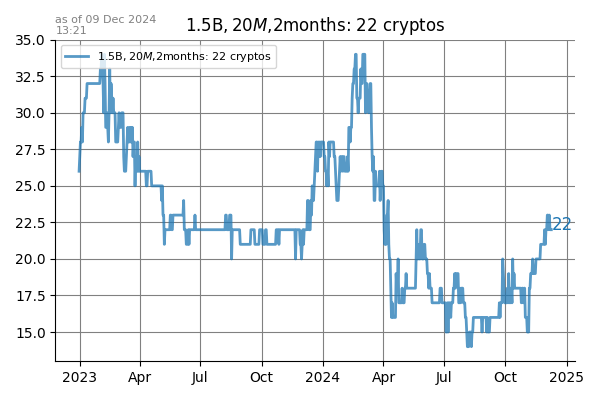 as of 09 Dec 2024
13:21
1.5B, 20M,2months: 22 cryptos
1.5B, 20M,2months: 22 cryptos
35.0
32.5
30.0
27.5
25.0
22.5
20.0
17.5
15.0
22
2023 Apr Jul Oct 2024 Apr Jul Oct 2025